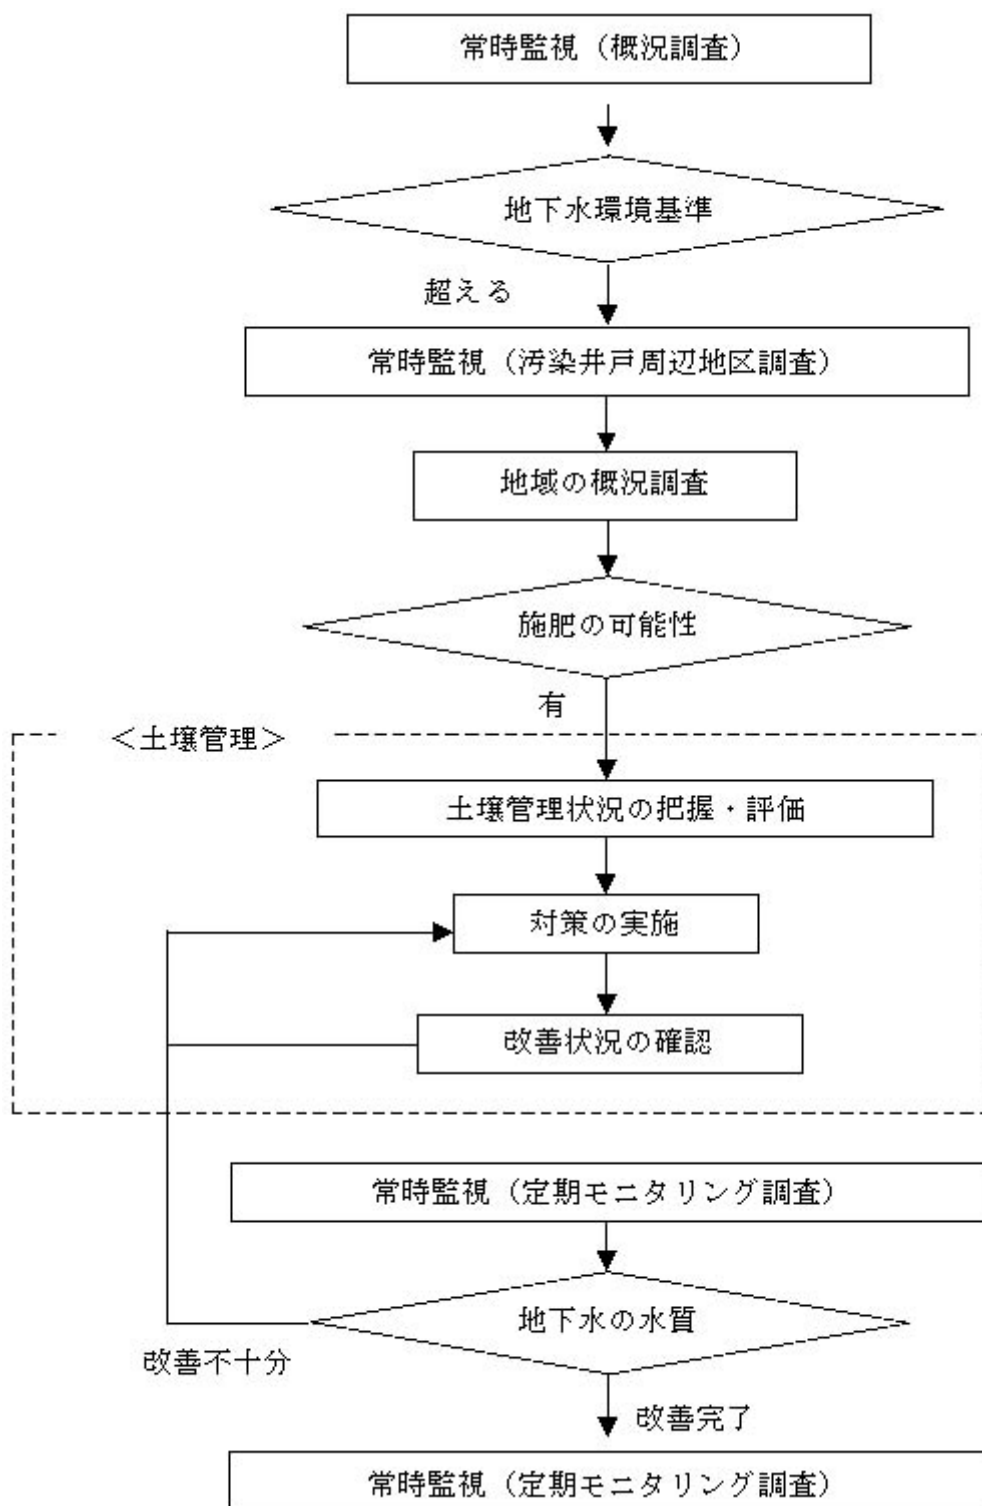 常時監視（概況調査）
地下水環境基準
超える
常時監視（汚染井戸周辺地区調査）
地域の概況調査
施肥の可能性
有
＜土壌管理＞
土壌管理状況の把握・評価
対策の実施
改善状況の確認
常時監視（定期モニタリング調査）
地下水の水質
改善不十分
改善完了
常時監視（定期モニタリング調査）